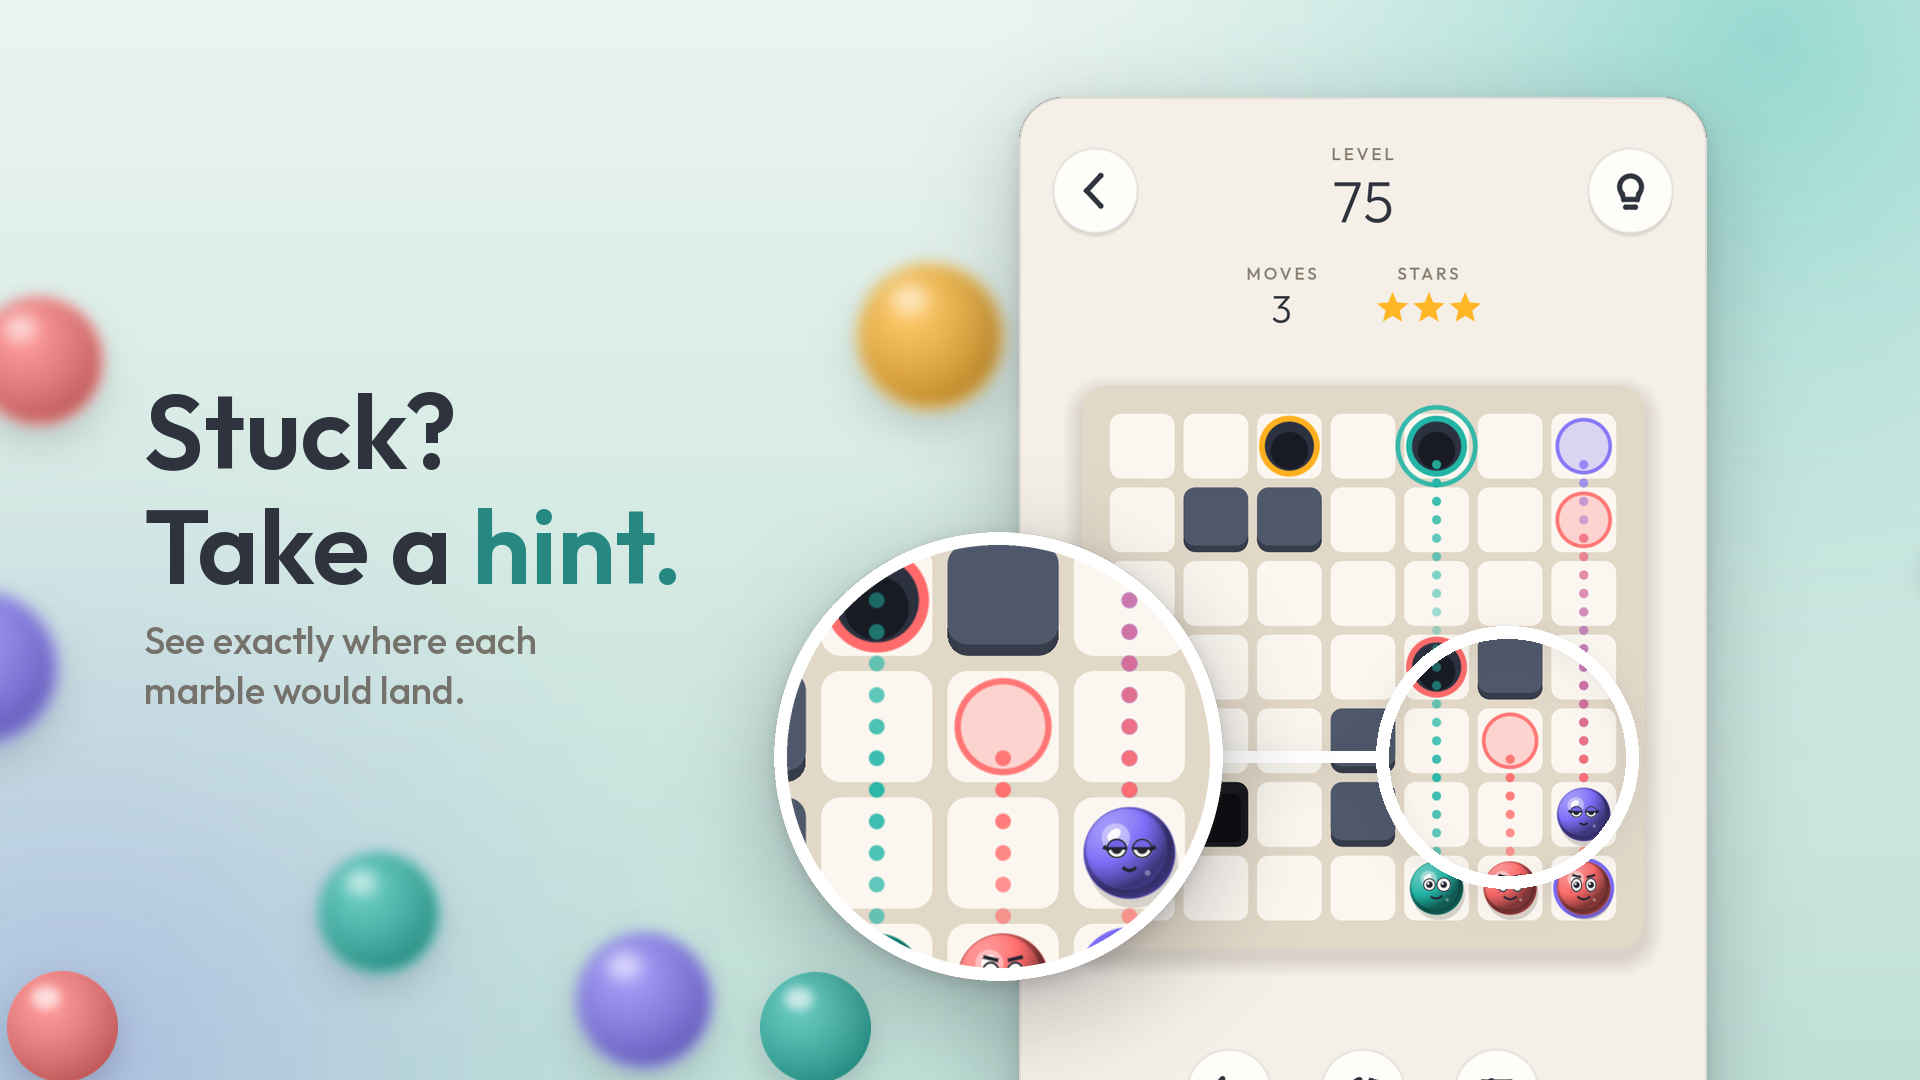 Stuck?
Take a hint.
See exactly where each
marble would land.
LEVEL
75
MOVES
STARS
3